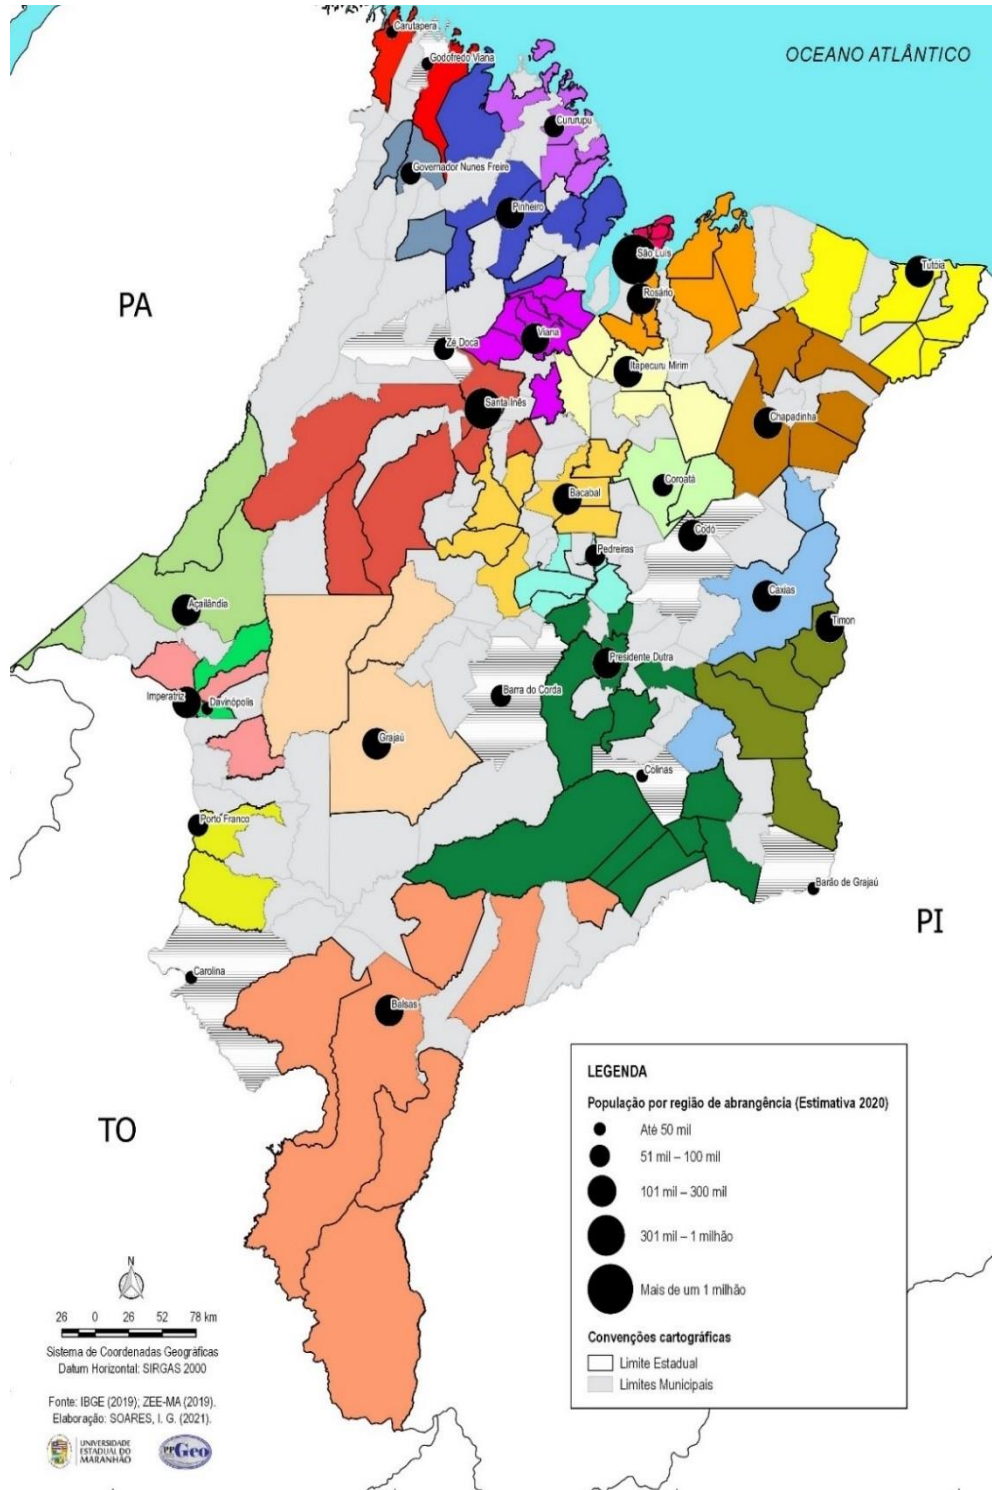 Carutapera
OCEANO ATLÂNTICO
Godofredo Viana
Cururupu
Governador Nunes Freire
Pinheiro
São Luís
Tutóia
Rosário
PA
Viana
Zé Doca
Itapecuru Mirim
Santa Inês
Chapadinha
Coroatá
Bacabal
Codó
Pedreiras
Caxias
Açailândia
Timon
Presidente Dutra
Imperatriz
Barra do Corda
Davinópolis
Grajaú
Colinas
Porto Franco
Barão de Grajaú
PI
Carolina
Balsas
LEGENDA
População por região de abrangência (Estimativa 2020)
Até 50 mil
51 mil – 100 mil
101 mil – 300 mil
301 mil – 1 milhão
Mais de um 1 milhão
Convenções cartográficas
Limite Estadual
Limites Municipais
TO
N
26 0 26 52 78 km
Sistema de Coordenadas Geográficas
Datum Horizontal: SIRGAS 2000
Fonte: IBGE (2019); ZEE-MA (2019).
Elaboração: SOARES, I. G. (2021).
UNIVERSIDADE
ESTADUAL DO
MARANHÃO
PPGeo